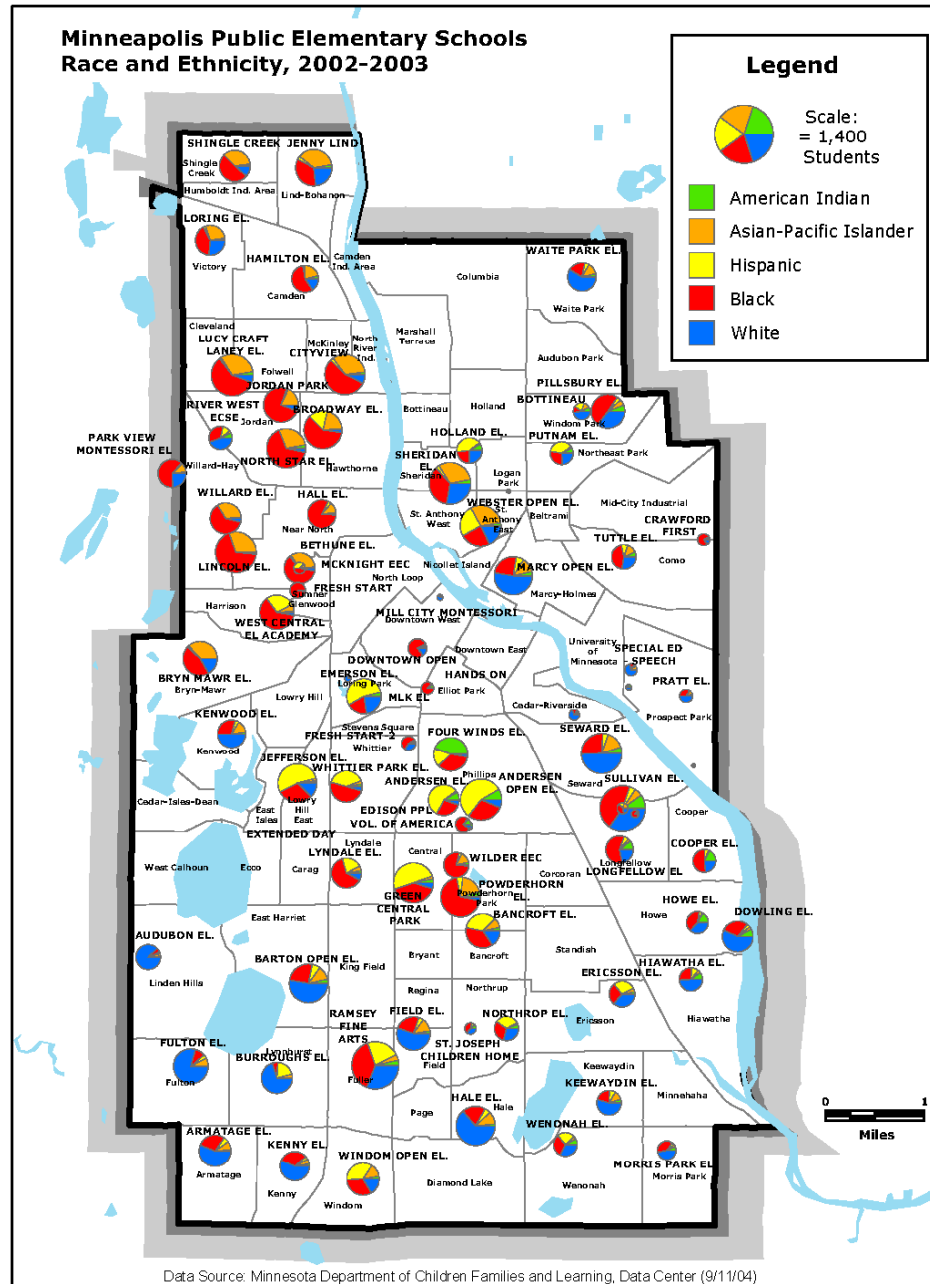 Minneapolis Public Elementary Schools
Race and Ethnicity, 2002-2003
Legend
Scale:
= 1,400
Students
American Indian
Asian-Pacific Islander
Hispanic
Black
White
SHINGLE CREEK
JENNY LIND
Shingle
Creek
Humboldt Ind. Area
Lind-Bohanon
LORING EL.
Victory
HAMILTON EL.
Camden
Camden
Ind. Area
Columbia
WAITE PARK EL.
Waite Park
Cleveland
LUCY CRAFT
LANEY EL.
Folwell
McKinley
CITYVIEW
North
River
Ind.
Marshall
Terrace
Audubon Park
JORDAN PARK
PILLSBURY EL.
RIVER WEST
ECSE
Jordan
BROADWAY EL.
Bottineau
Holland
BOTTINEAU
Windom Park
PUTNAM EL.
PARK VIEW
MONTESSORI EL
Willard-Hay
NORTH STAR EL.
Hawthorne
HOLLAND EL.
SHERIDAN
EL.
Sheridan
Northeast Park
Logan
Park
WILLARD EL.
HALL EL.
Near North
WEBSTER OPEN EL.
St. Anthony
West
St.
Anthony
East
Beltrami
Mid-City Industrial
CRAWFORD
FIRST
BETHUNE EL.
LINCOLN EL.
MCKNIGHT EEC
North Loop
Nicollet Island
MARCY OPEN EL.
TUTTLE EL.
Como
FRESH START
Sumner
Glenwood
Harrison
WEST CENTRAL
EL ACADEMY
MILL CITY MONTESSORI
Downtown West
Marcy-Holmes
BRYN MAWR EL.
Bryn-Mawr
DOWNTOWN OPEN
Downtown East
University
of
Minnesota
SPECIAL ED
SPEECH
EMERSON EL.
Loring Park
HANDS ON
Elliot Park
MLK EL
Lowry Hill
PRATT EL.
Prospect Park
Cedar-Riverside
KENWOOD EL.
Kenwood
Stevens Square
FRESH START 2
Whittier
FOUR WINDS EL.
SEWARD EL.
Seward
JEFFERSON EL.
WHITTIER PARK EL.
Phillips
ANDERSEN EL.
ANDERSEN
OPEN EL.
SULLIVAN EL.
Cedar-Isles-Dean
East
Isles
Lowry
Hill
East
EDISON PPL
VOL. OF AMERICA
Cooper
EXTENDED DAY
Lyndale
LYNDALE EL.
Central
West Calhoun
Ecco
Carag
WILDER EEC
Corcoran
Longfellow
LONGFELLOW EL
COOPER EL.
GREEN
CENTRAL
PARK
POWDERHORN
EL.
Powderhorn
Park
East Harriet
BANCROFT EL.
Bancroft
HOWE EL.
Howe
DOWLING EL.
AUDUBON EL.
Linden Hills
BARTON OPEN EL.
King Field
Bryant
Standish
HIAWATHA EL.
ERICSSON EL.
Regina
Northrup
Ericsson
Hiawatha
RAMSEY
FINE
ARTS
FIELD EL.
NORTHROP EL.
FULTON EL.
Fulton
Lynnhurst
BURROUGHS EL.
Fuller
ST. JOSEPH
CHILDREN HOME
Field
Keewaydin
KEEWAYDIN EL.
Minnehaha
Page
HALE EL.
Hale
WENONAH EL.
0
1
Miles
ARMATAGE EL.
Armatage
KENNY EL.
Kenny
WINDOM OPEN EL.
Windom
Diamond Lake
Wenonah
MORRIS PARK EL
Morris Park
Data Source: Minnesota Department of Children Families and Learning, Data Center (9/11/04)